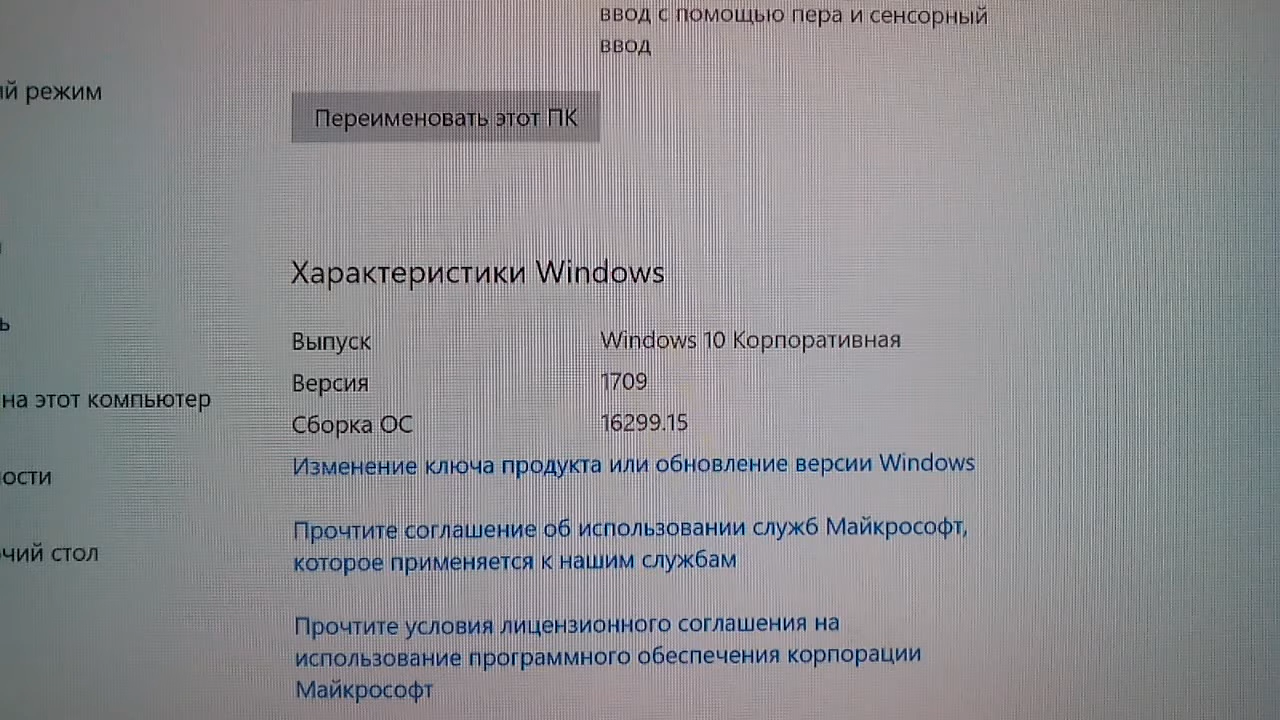 ввод с помощью пера и сенсорный
ввод
режим
Переименовать этот ПК
Характеристики Windows
Выпуск Windows 10 Корпоративная
Версия 1709
на этот компьютер
Сборка ОС 16299.15
Изменение ключа продукта или обновление версии Windows
Прочтите соглашение об использовании служб Майкрософт,
стол
которое применяется к нашим службам
Прочтите условия лицензионного соглашения на
использование программного обеспечения корпорации
Майкрософт